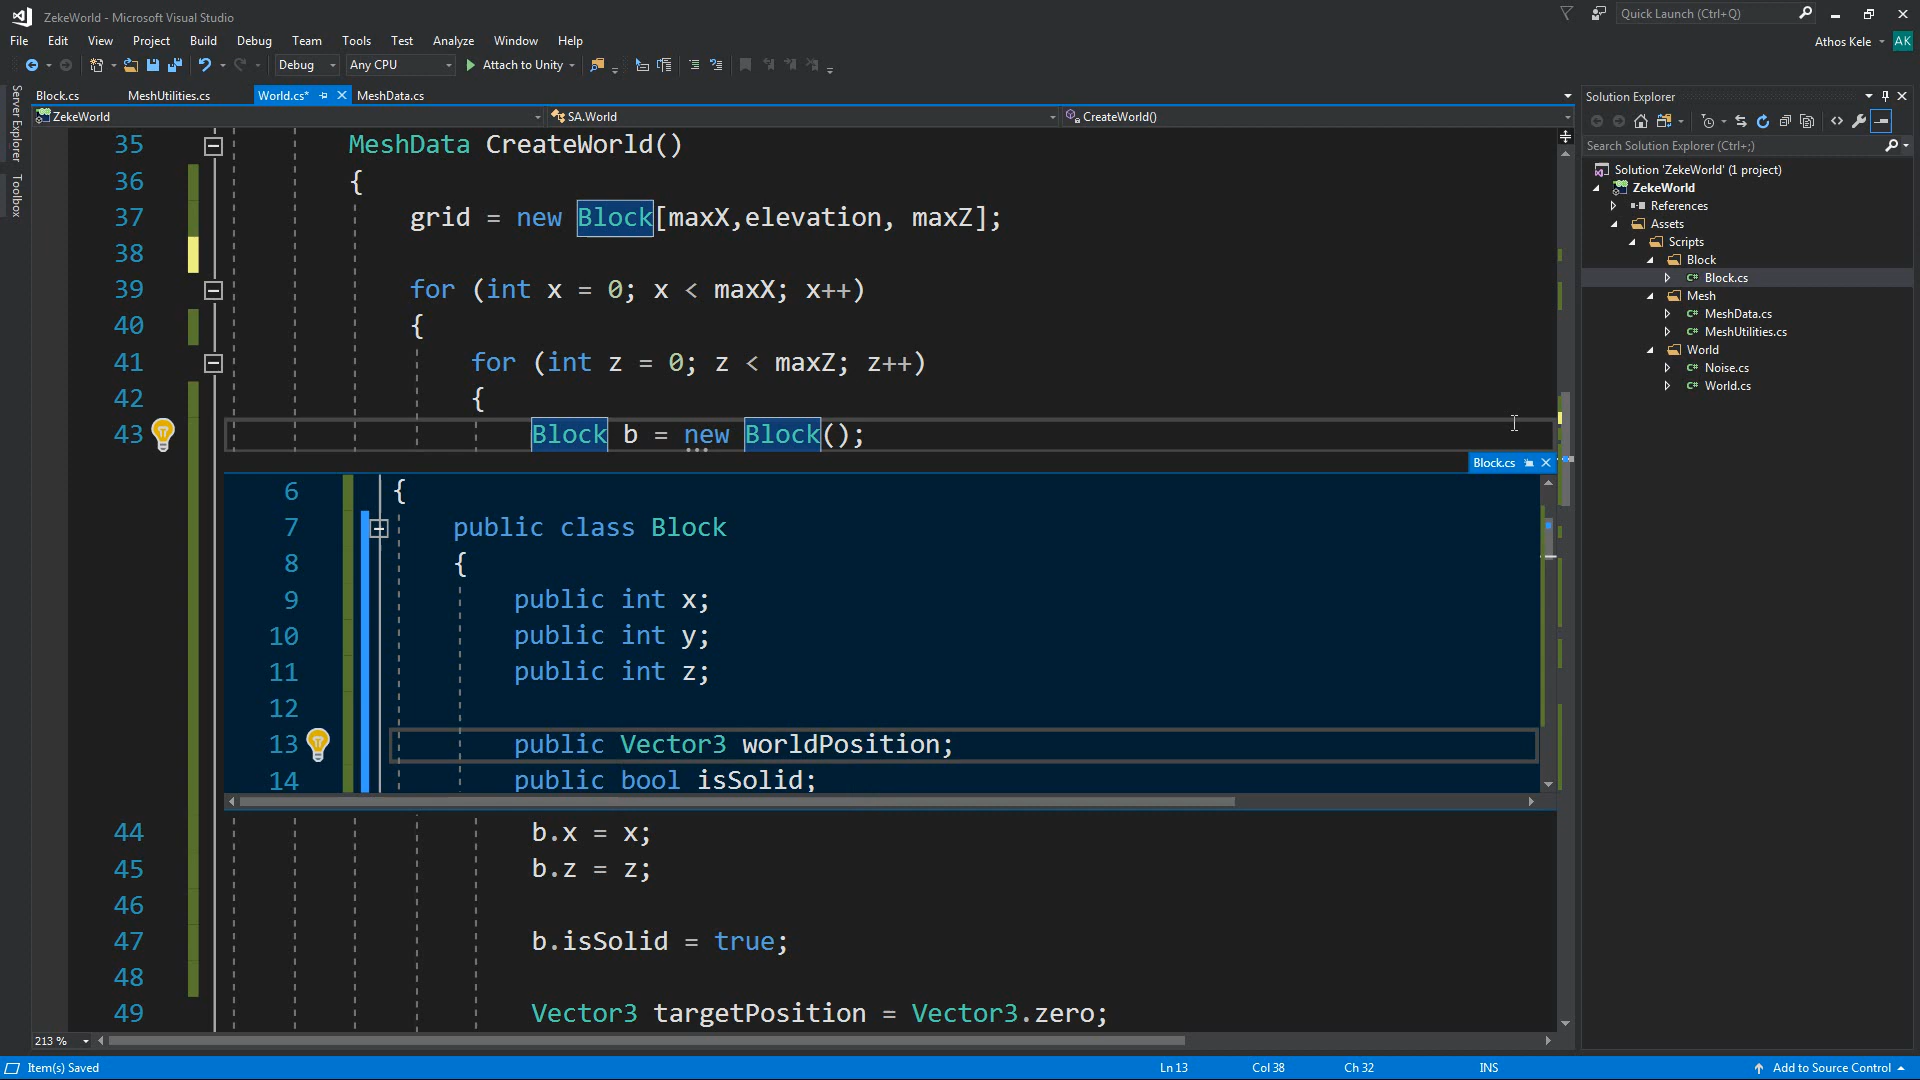 ZekeWorld - Microsoft Visual Studio
Quick Launch (Ctrl+Q)
File Edit View Project Build Debug Team Tools Test Analyze Window Help
Athos Kele AK
Debug Any CPU Attach to Unity
Block.cs MeshUtilities.cs World.cs* MeshData.cs
ZekeWorld SA.World CreateWorld()
Server Explorer
Toolbox
35 MeshData CreateWorld()
36 {
37 grid = new Block[maxX,elevation, maxZ];
38
39 for (int x = 0; x < maxX; x++)
40 {
41 for (int z = 0; z < maxZ; z++)
42 {
43 Block b = new Block();
Block.cs
6 {
7 public class Block
8 {
9 public int x;
10 public int y;
11 public int z;
12
13 public Vector3 worldPosition;
14 public bool isSolid;
44 b.x = x;
45 b.z = z;
46
47 b.isSolid = true;
48
49 Vector3 targetPosition = Vector3.zero;
213 %
Solution Explorer
Search Solution Explorer (Ctrl+;)
Solution 'ZekeWorld' (1 project)
ZekeWorld
References
Assets
Scripts
Block
C# Block.cs
Mesh
C# MeshData.cs
C# MeshUtilities.cs
World
C# Noise.cs
C# World.cs
Item(s) Saved Ln 13 Col 38 Ch 32 INS Add to Source Control